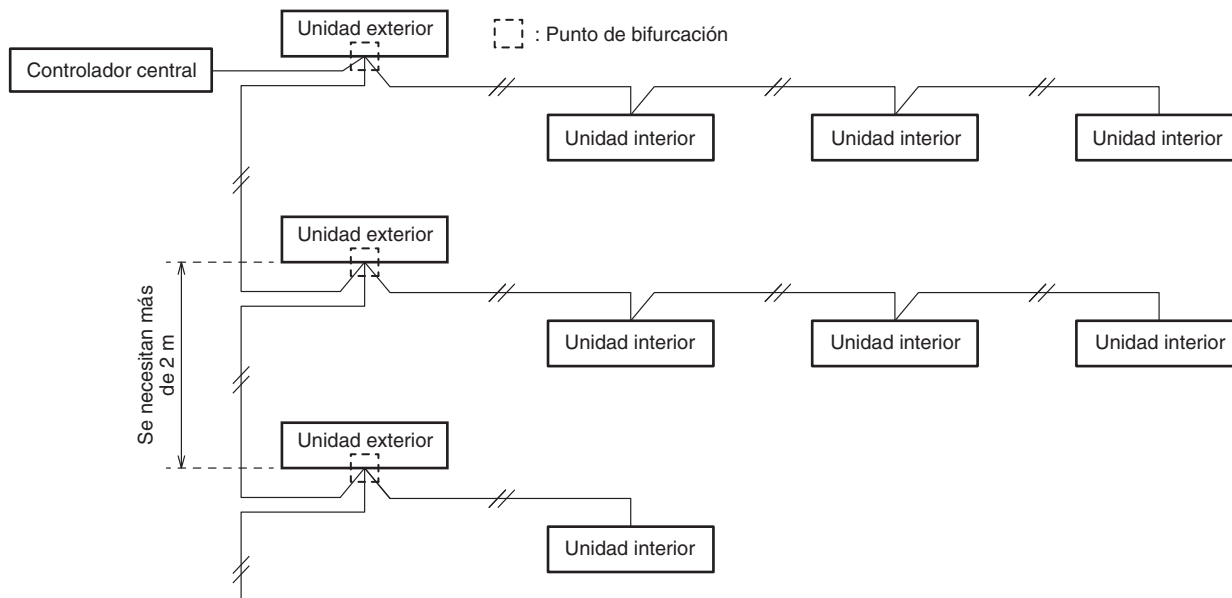 Unidad exterior
: Punto de bifurcación
Controlador central
Unidad interior
Unidad interior
Unidad interior
Unidad exterior
Se necesitan más
de 2 m
Unidad interior
Unidad interior
Unidad interior
Unidad exterior
Unidad interior